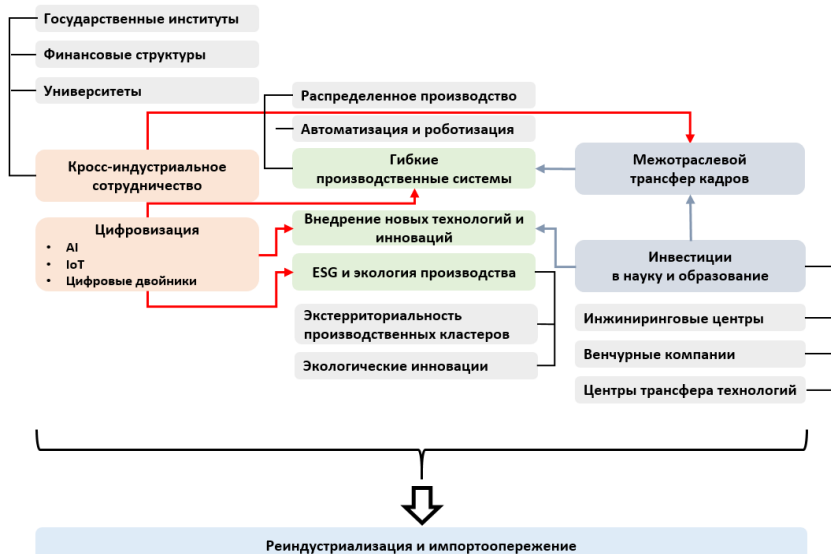 Государственные институты
Финансовые структуры
Университеты
Распределенное производство
Автоматизация и роботизация
Кросс-индустриальное
сотрудничество
Гибкие
производственные системы
Межотраслевой
трансфер кадров
Цифровизация
• AI
• IoT
• Цифровые двойники
Внедрение новых технологий и
инноваций
ESG и экология производства
Инвестиции
в науку и образование
Экстерриториальность
производственных кластеров
Экологические инновации
Инжиниринговые центры
Венчурные компании
Центры трансфера технологий
Реиндустриализация и импортоопережение